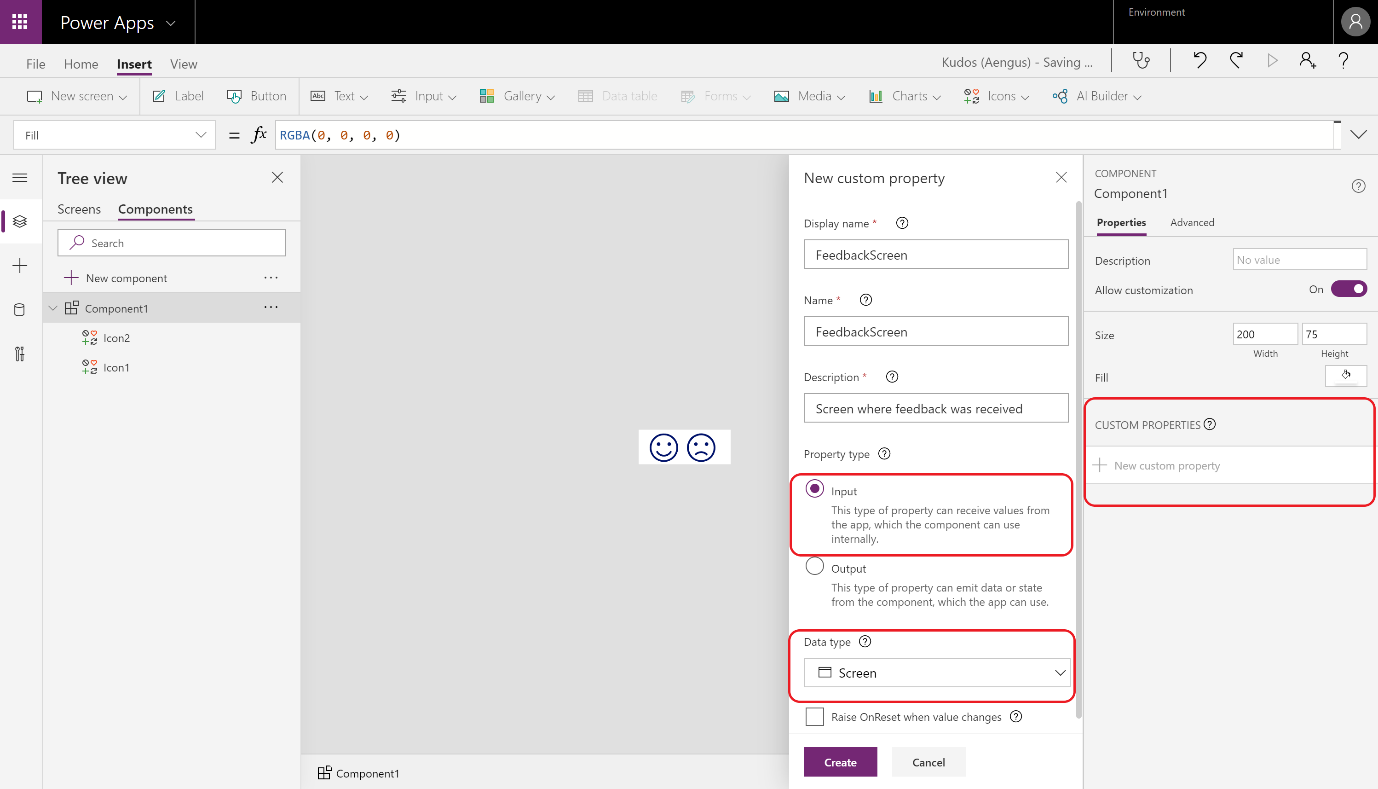 Power Apps
Environment
File Home Insert View
Kudos (Aengus) - Saving ...
New screen Label Button Text Input Gallery Data table Forms Media Charts Icons AI Builder
Fill = fx RGBA(0, 0, 0, 0)
Tree view
Screens Components
Search
New component
Component1
Icon2
Icon1
Component1
New custom property
Display name *
FeedbackScreen
Name *
FeedbackScreen
Description *
Screen where feedback was received
Property type
Input
This type of property can receive values from
the app, which the component can use
internally.
Output
This type of property can emit data or state
from the component, which the app can use.
Data type
Screen
Raise OnReset when value changes
Create Cancel
COMPONENT
Component1
Properties Advanced
Description No value
Allow customization On
Size 200 75
Width Height
Fill
CUSTOM PROPERTIES
New custom property